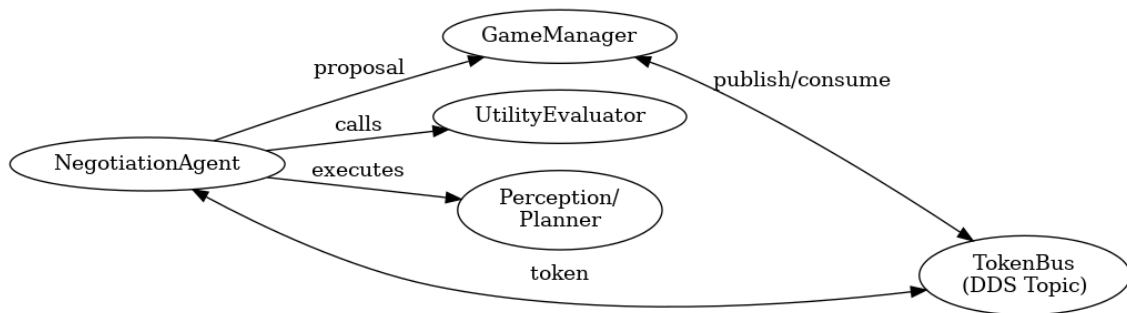 GameManager
proposal
publish/consume
UtilityEvaluator
calls
NegotiationAgent
executes
Perception/
Planner
token
TokenBus
(DDS Topic)